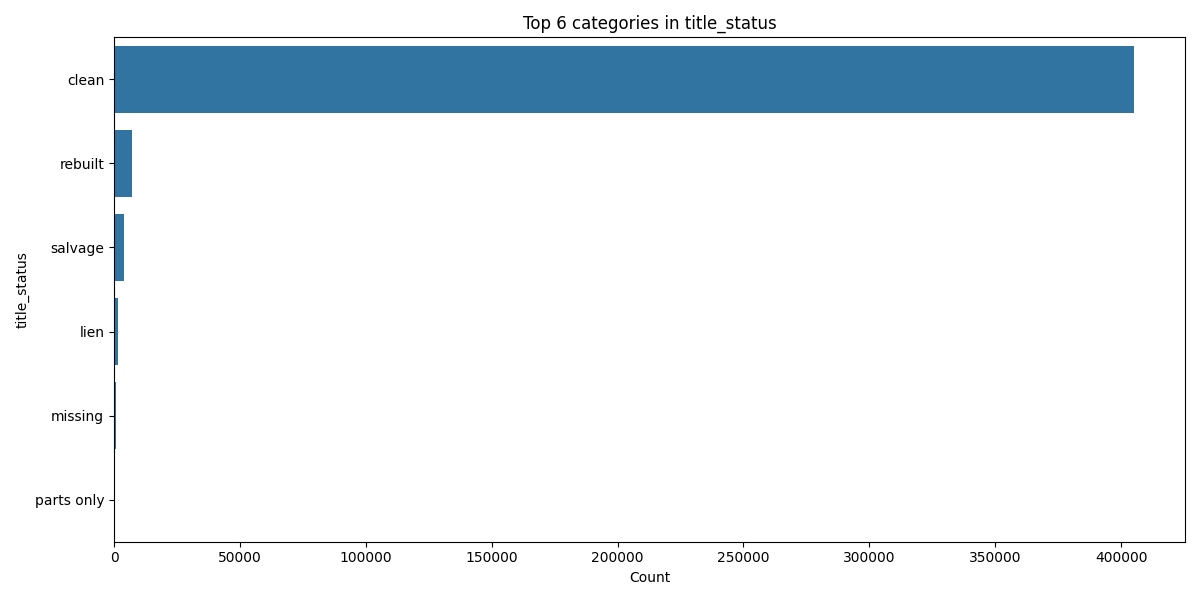 Top 6 categories in title_status
title_status
clean
rebuilt
salvage
lien
missing
parts only
0 50000 100000 150000 200000 250000 300000 350000 400000
Count